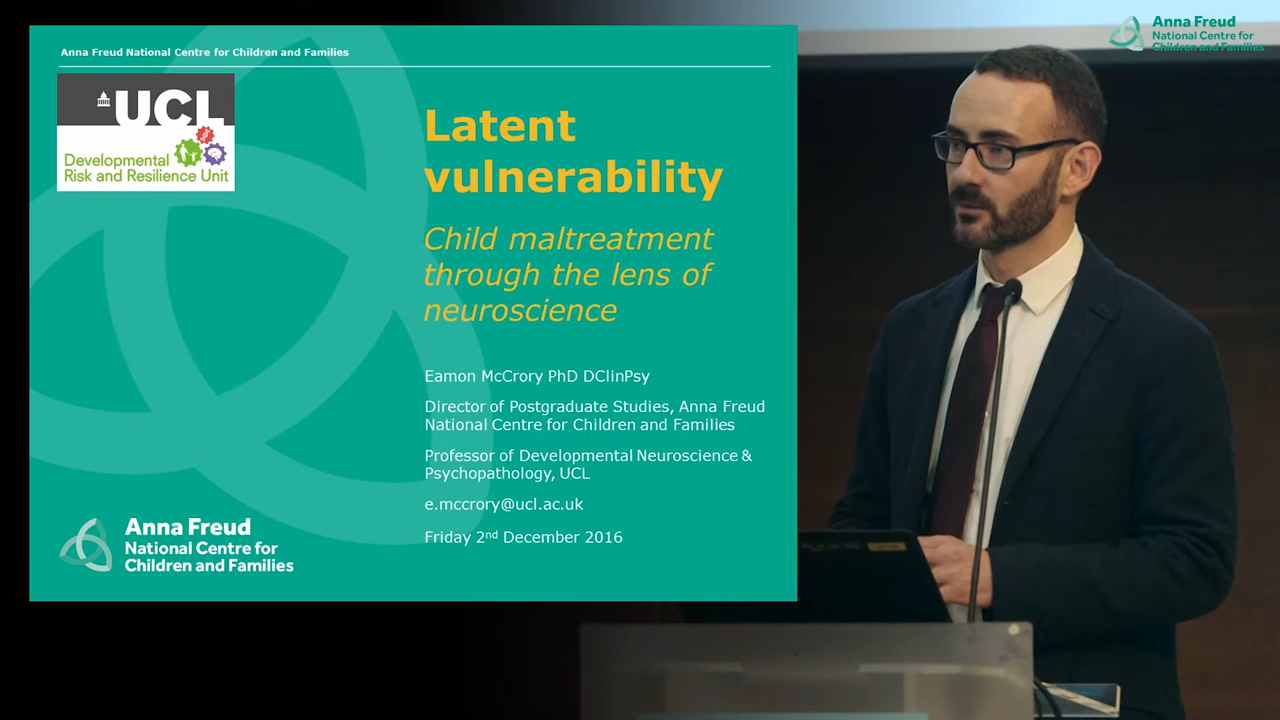 Anna Freud National Centre for Children and Families
UCL
Developmental
Risk and Resilience Unit
Latent
vulnerability
Child maltreatment
through the lens of
neuroscience
Eamon McCrory PhD DClinPsy
Director of Postgraduate Studies, Anna Freud
National Centre for Children and Families
Professor of Developmental Neuroscience &
Psychopathology, UCL
e.mccrory@ucl.ac.uk
Friday 2nd December 2016
Anna Freud
National Centre for
Children and Families
Anna Freud
National Centre for
Children and Families